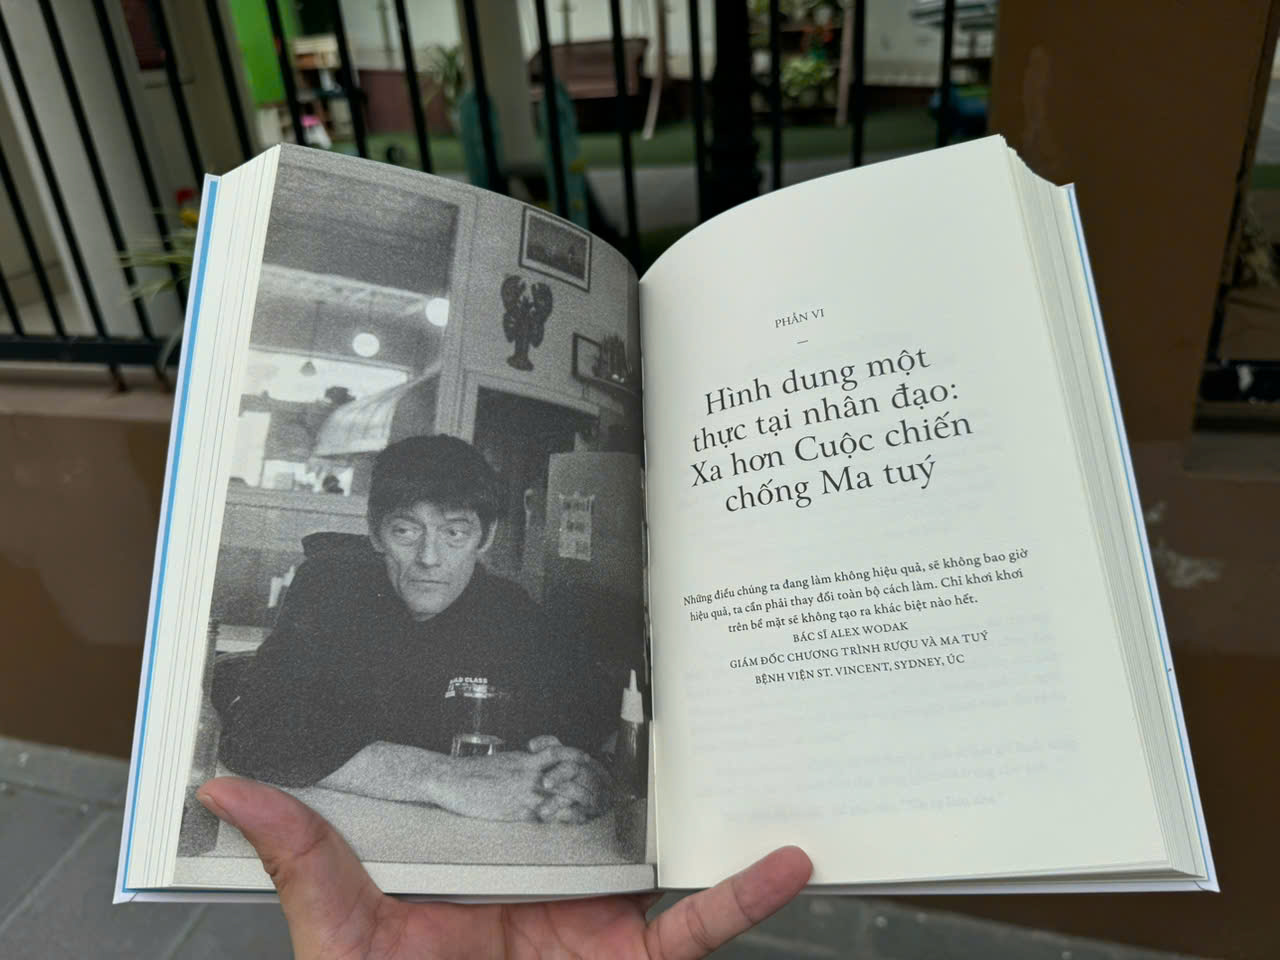 PHẦN VI
Hình dung một
thực tại nhân đạo:
Xa hơn Cuộc chiến
chống Ma tuý
Những điều chúng ta đang làm không hiệu quả, sẽ không bao giờ
hiệu quả, ta cần phải thay đổi toàn bộ cách làm. Chỉ khơi khơi
trên bề mặt sẽ không tạo ra khác biệt nào hết.
BÁC SĨ ALEX WODAK
GIÁM ĐỐC CHƯƠNG TRÌNH RƯỢU VÀ MA TUÝ
BỆNH VIỆN ST. VINCENT, SYDNEY, ÚC